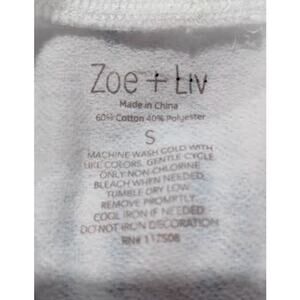 Zoe + Liv
Made in China
60% Cotton 40% Polyester
S
MACHINE WASH COLD WITH
LIKE COLORS, GENTLE CYCLE
ONLY NON-CHLORINE
BLEACH WHEN NEEDED,
TUMBLE DRY LOW
REMOVE PROMPTLY,
COOL IRON IF NEEDED
DO NOT IRON DECORATION
RN#